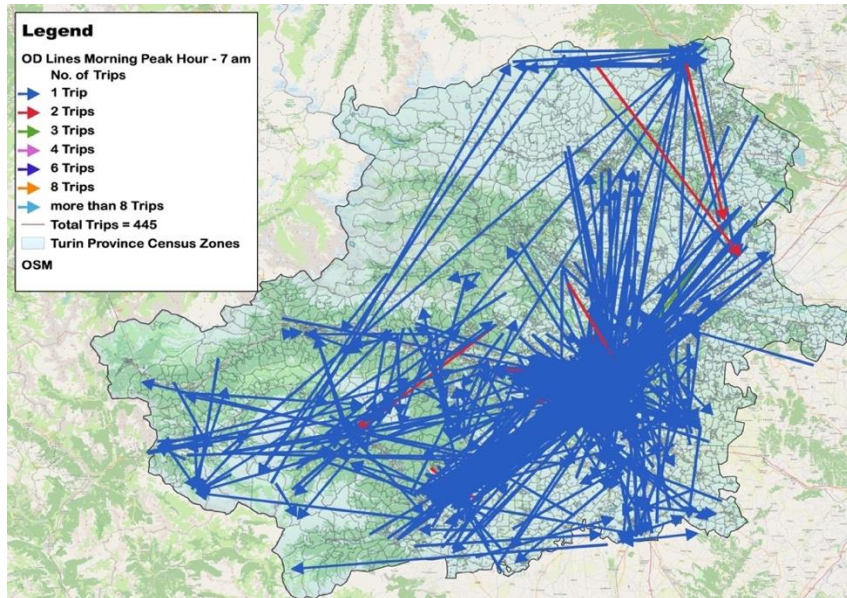 Legend
OD Lines Morning Peak Hour - 7 am
No. of Trips
1 Trip
2 Trips
3 Trips
4 Trips
6 Trips
8 Trips
more than 8 Trips
Total Trips = 445
Turin Province Census Zones
OSM